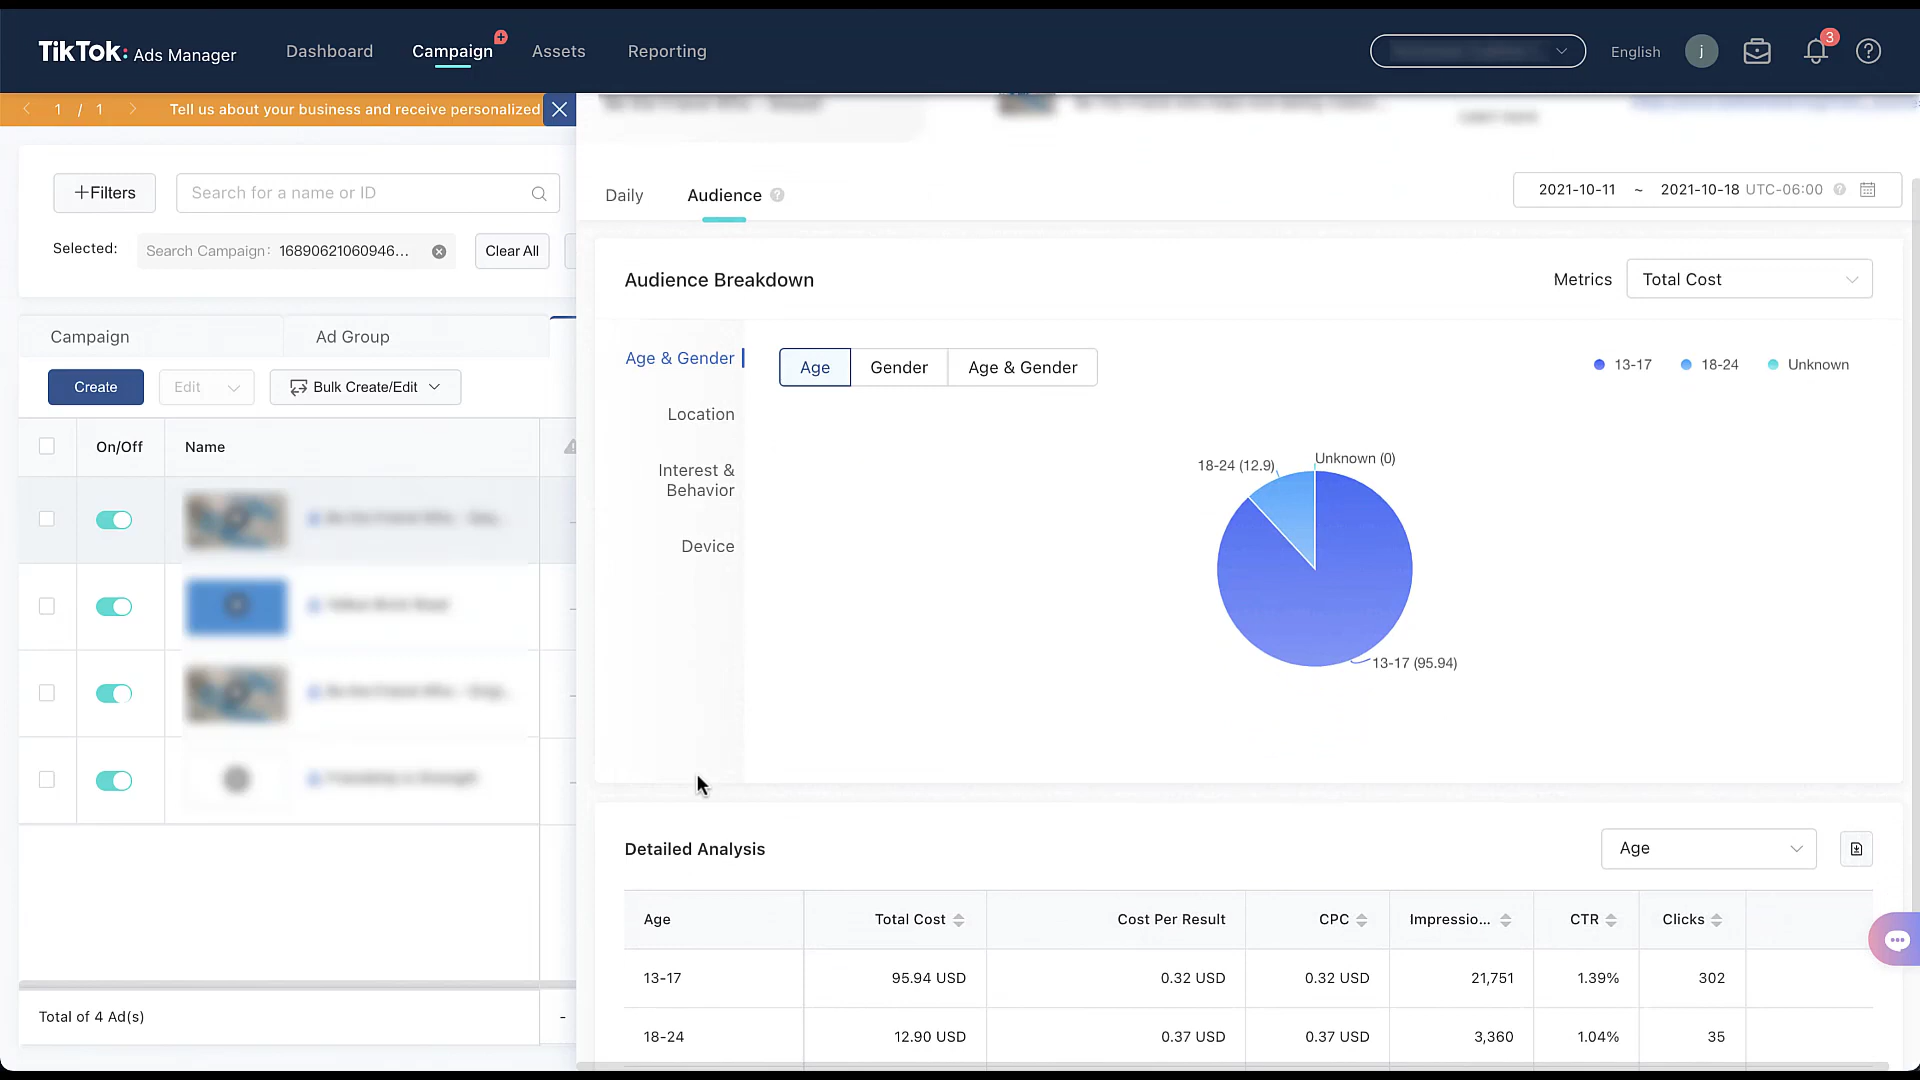 TikTok: Ads Manager
Dashboard
Campaign
Assets
Reporting
English
j
3
1 / 1
Tell us about your business and receive personalized
+Filters
Search for a name or ID
Selected:
Search Campaign: 16890621060946...
Clear All
Campaign
Ad Group
Create
Edit
Bulk Create/Edit
On/Off
Name
Total of 4 Ad(s)
-
Daily
Audience
2021-10-11 ~ 2021-10-18 UTC-06:00
Audience Breakdown
Metrics
Total Cost
Age & Gender
Location
Interest &
Behavior
Device
Age
Gender
Age & Gender
13-17
18-24
Unknown
18-24 (12.9)
Unknown (0)
13-17 (95.94)
Detailed Analysis
Age
Age Total Cost Cost Per Result CPC Impressio... CTR Clicks
13-17 95.94 USD 0.32 USD 0.32 USD 21,751 1.39% 302
18-24 12.90 USD 0.37 USD 0.37 USD 3,360 1.04% 35